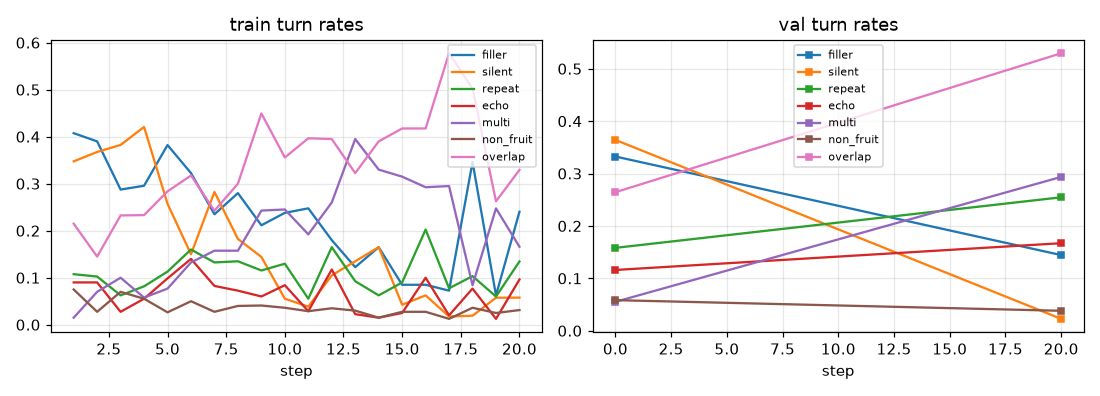 train turn rates
0.6
0.5
0.4
0.3
0.2
0.1
0.0
2.5 5.0 7.5 10.0 12.5 15.0 17.5 20.0
step
filler
silent
repeat
echo
multi
non_fruit
overlap
val turn rates
0.5
0.4
0.3
0.2
0.1
0.0
0.0 2.5 5.0 7.5 10.0 12.5 15.0 17.5 20.0
step
filler
silent
repeat
echo
multi
non_fruit
overlap